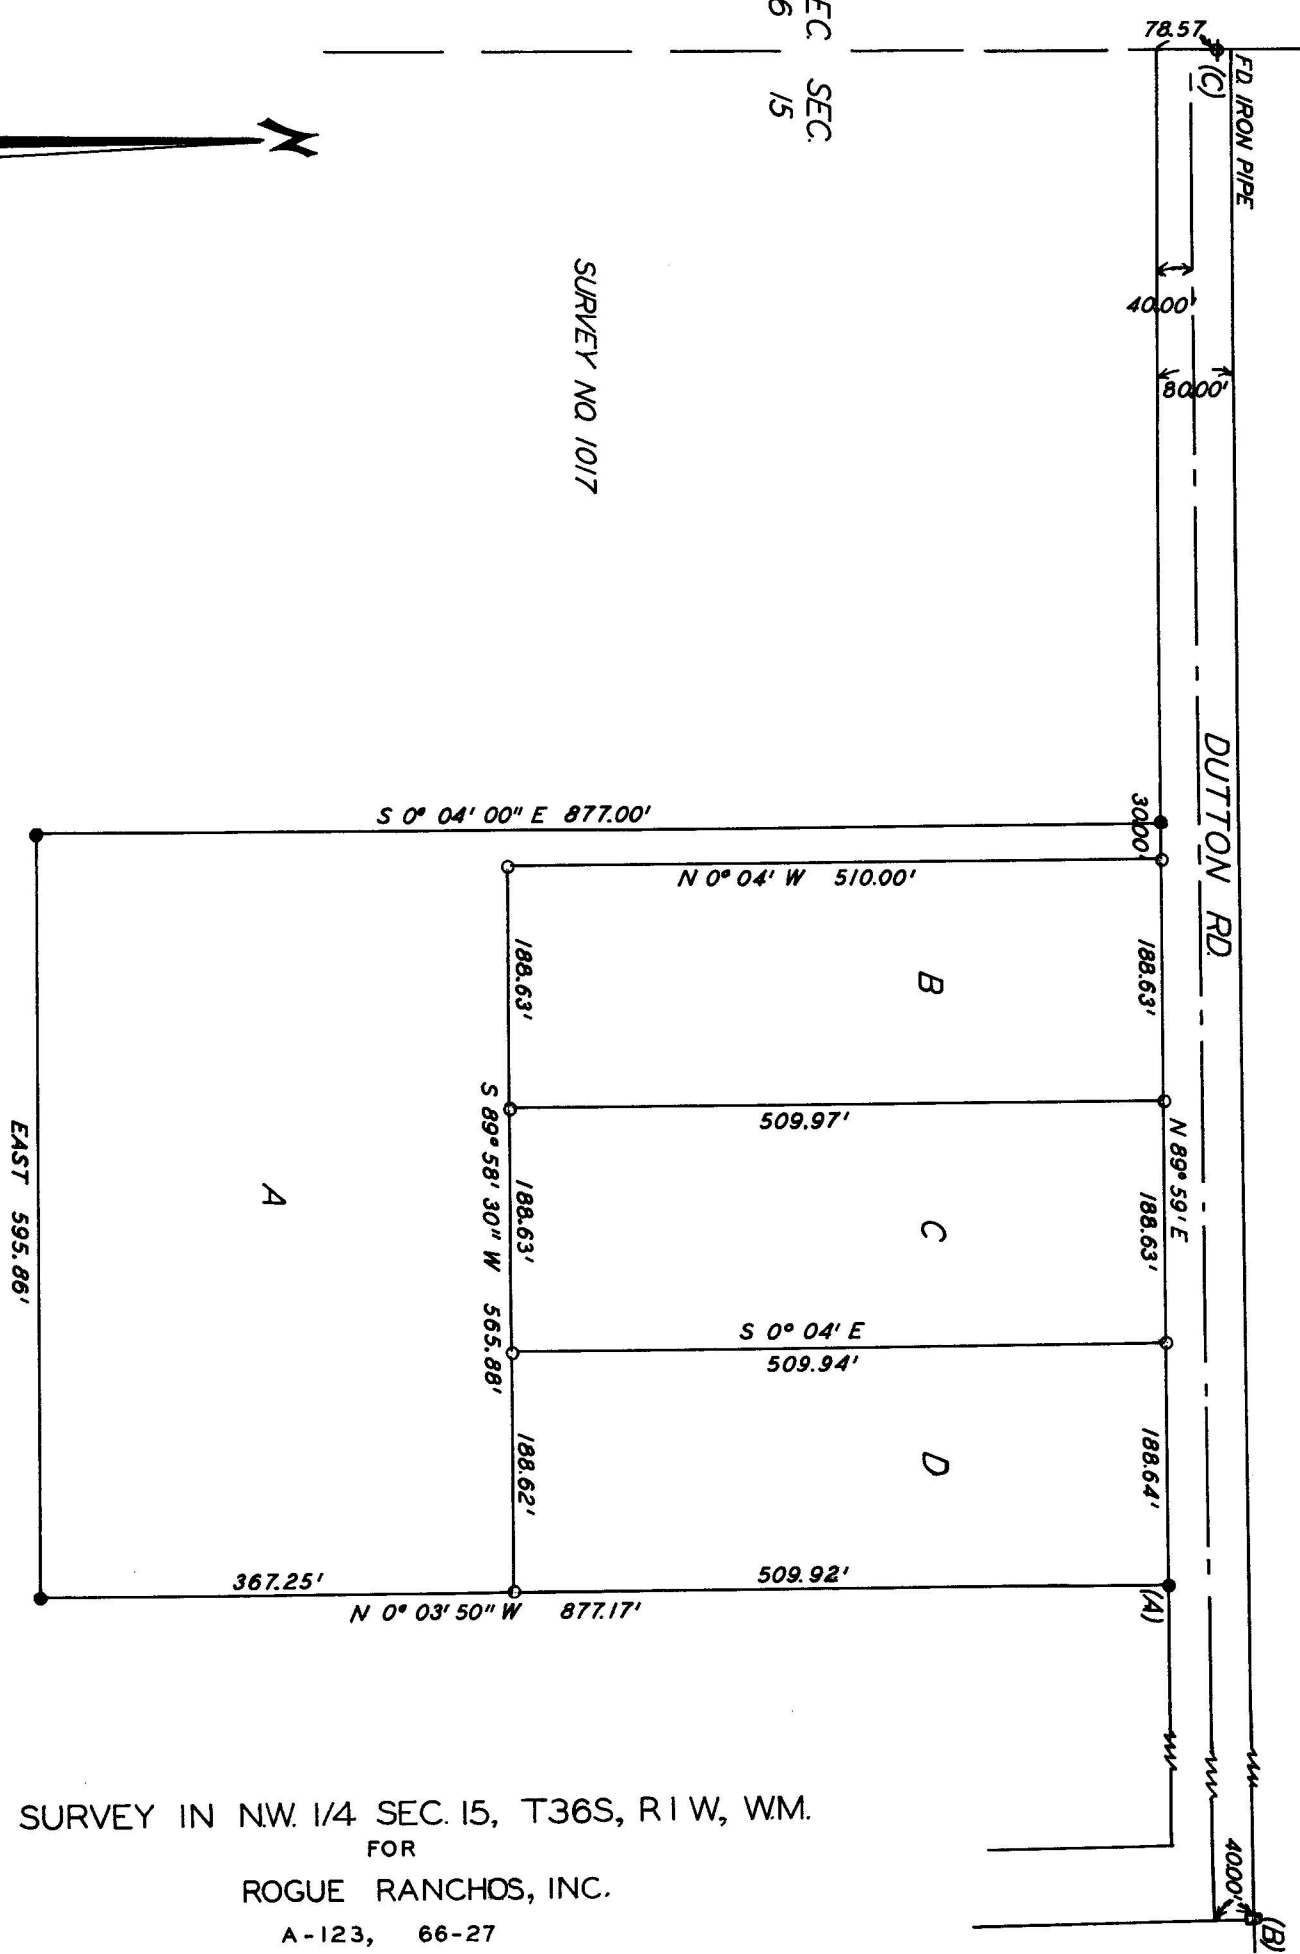 EC. SEC.
6 15
78.57
(C)
FD. IRON PIPE
40.00'
80.00'
SURVEY NO. 1017
DUTTON RD.
30.00'
S 0° 04' 00" E 877.00'
N 0° 04' W 510.00'
188.63'
188.63'
B
509.97'
N 89° 59' E
188.63'
188.63'
C
S 89° 58' 30" W 565.88'
S 0° 04' E
509.94'
188.64'
188.62'
D
A
EAST 595.86'
367.25'
509.92'
N 0° 03' 50" W 877.17'
(A)
40.00'
(B)
N
SURVEY IN N.W. 1/4 SEC. 15, T36S, R1W, W.M.
FOR
ROGUE RANCHOS, INC.
A-123, 66-27